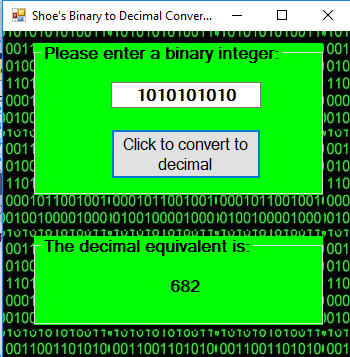 Shoe's Binary to Decimal Conver...
Please enter a binary integer:
1010101010
Click to convert to
decimal
The decimal equivalent is:
682